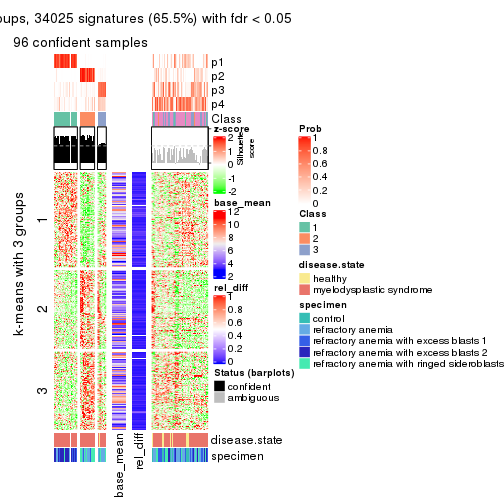 oups, 34025 signatures (65.5%) with fdr < 0.05
96 confident samples
p1
p2
p3
p4
Class
z-score
2
1
0
-1
-2
Silhouette score
base_mean
12
10
8
6
4
2
rel_diff
1
0.8
0.6
0.4
0.2
0
Status (barplots)
confident
ambiguous
Prob
1
0.8
0.6
0.4
0.2
0
Class
1
2
3
disease.state
healthy
myelodysplastic syndrome
specimen
control
refractory anemia
refractory anemia with excess blasts 1
refractory anemia with excess blasts 2
refractory anemia with ringed sideroblasts
k-means with 3 groups
1
2
3
base_mean
rel_diff
disease.state
specimen